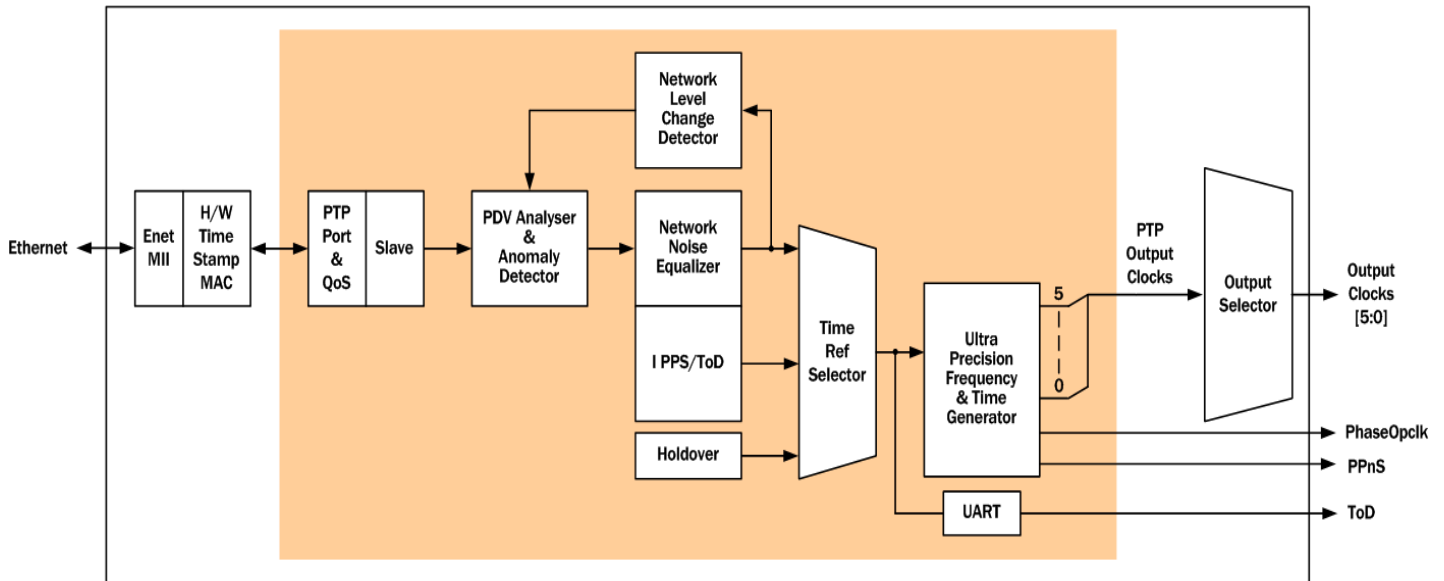 Network
Level
Change
Detector
Ethernet
Enet
MII
H/W
Time
Stamp
MAC
PTP
Port
&
QoS
Slave
PDV Analyser
&
Anomaly
Detector
Network
Noise
Equalizer
I PPS/ToD
Holdover
Time
Ref
Selector
Ultra
Precision
Frequency
& Time
Generator
5
0
UART
PTP
Output
Clocks
Output
Selector
Output
Clocks
[5:0]
PhaseOpclk
PPnS
ToD